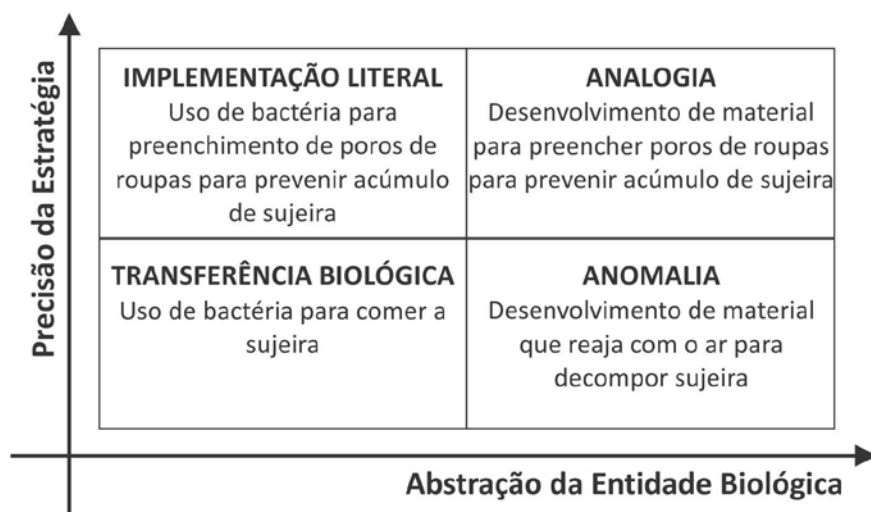 Precisão da Estratégia
IMPLEMENTAÇÃO LITERAL
Uso de bactéria para
preenchimento de poros de
roupas para prevenir acúmulo
de sujeira
ANALOGIA
Desenvolvimento de material
para preencher poros de roupas
para prevenir acúmulo de sujeira
TRANSFERÊNCIA BIOLÓGICA
Uso de bactéria para comer a
sujeira
ANOMALIA
Desenvolvimento de material
que reaja com o ar para
decompor sujeira
Abstração da Entidade Biológica